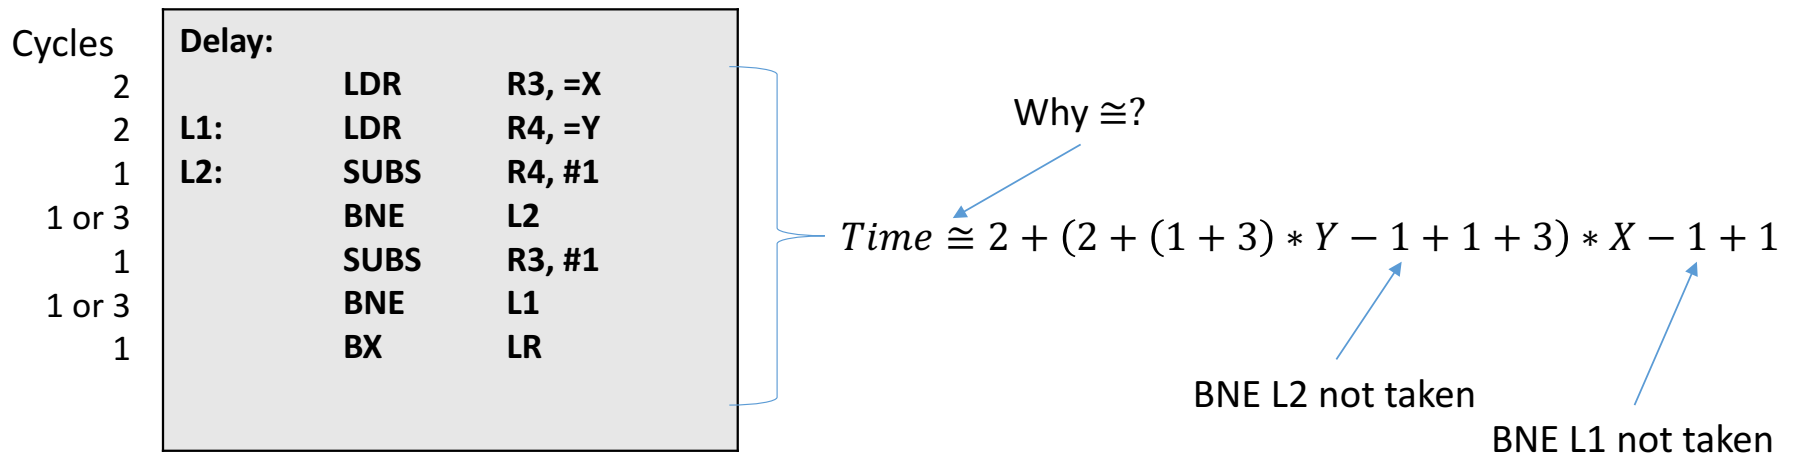 Cycles
Delay:
2 LDR R3, =X
2 L1: LDR R4, =Y
1 L2: SUBS R4, #1
1 or 3 BNE L2
1 SUBS R3, #1
1 or 3 BNE L1
1 BX LR
Why ≅?
Time ≅ 2 + (2 + (1 + 3) ∗ Y − 1 + 1 + 3) ∗ X − 1 + 1
BNE L2 not taken
BNE L1 not taken